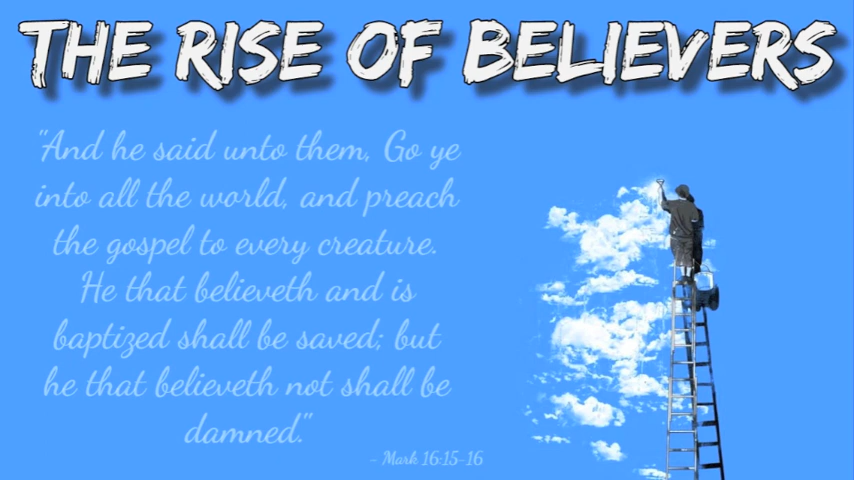 THE RISE OF BELIEVERS
"And he said unto them, Go ye
into all the world, and preach
the gospel to every creature.
He that believeth and is
baptized shall be saved; but
he that believeth not shall be
damned."
- Mark 16:15-16